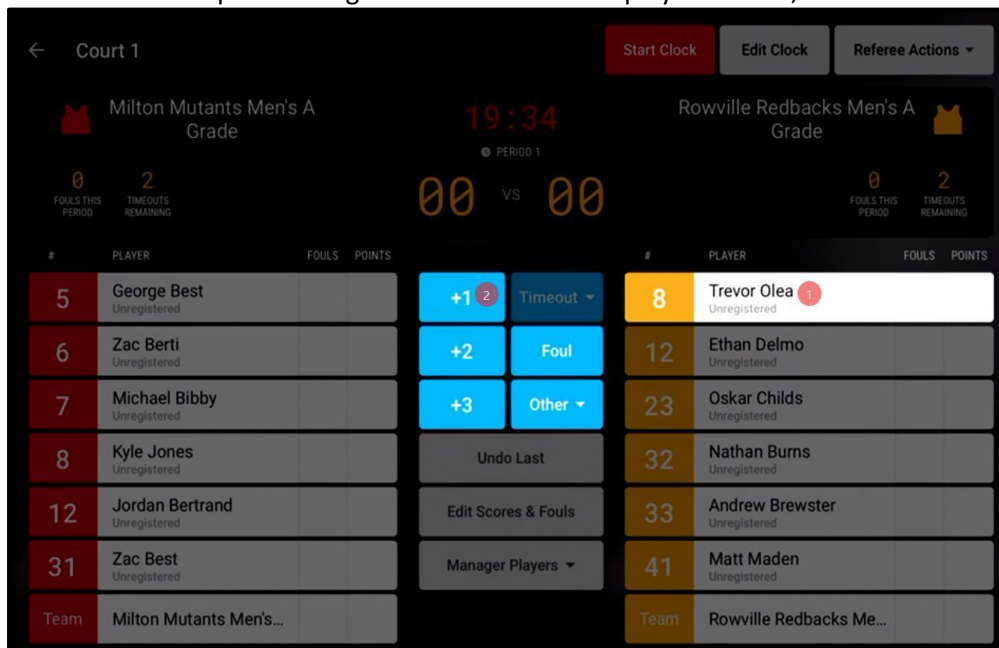 ← Court 1 Start Clock Edit Clock Referee Actions
Milton Mutants Men's A
Grade
19:34
PERIOD 1
00 VS 00
Rowville Redbacks Men's A
Grade
0 2
FOULS THIS PERIOD TIMEOUTS REMAINING
0 2
FOULS THIS PERIOD TIMEOUTS REMAINING
# PLAYER FOULS POINTS
5 George Best
Unregistered
6 Zac Berti
Unregistered
7 Michael Bibby
Unregistered
8 Kyle Jones
Unregistered
12 Jordan Bertrand
Unregistered
31 Zac Best
Unregistered
Team Milton Mutants Men's...
+1 2 Timeout
+2 Foul
+3 Other
Undo Last
Edit Scores & Fouls
Manager Players
# PLAYER FOULS POINTS
8 Trevor Olea 1
Unregistered
12 Ethan Delmo
Unregistered
23 Oskar Childs
Unregistered
32 Nathan Burns
Unregistered
33 Andrew Brewster
Unregistered
41 Matt Maden
Unregistered
Team Rowville Redbacks Me...